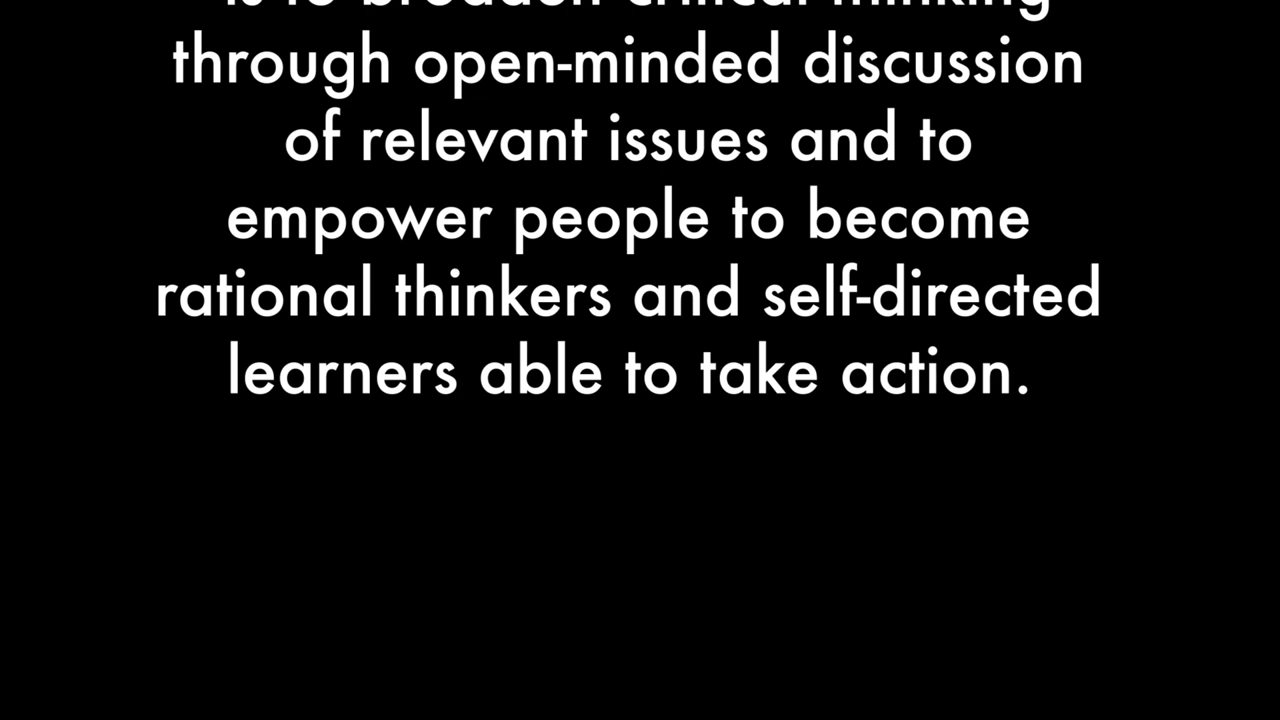 is to broaden critical thinking
through open-minded discussion
of relevant issues and to
empower people to become
rational thinkers and self-directed
learners able to take action.